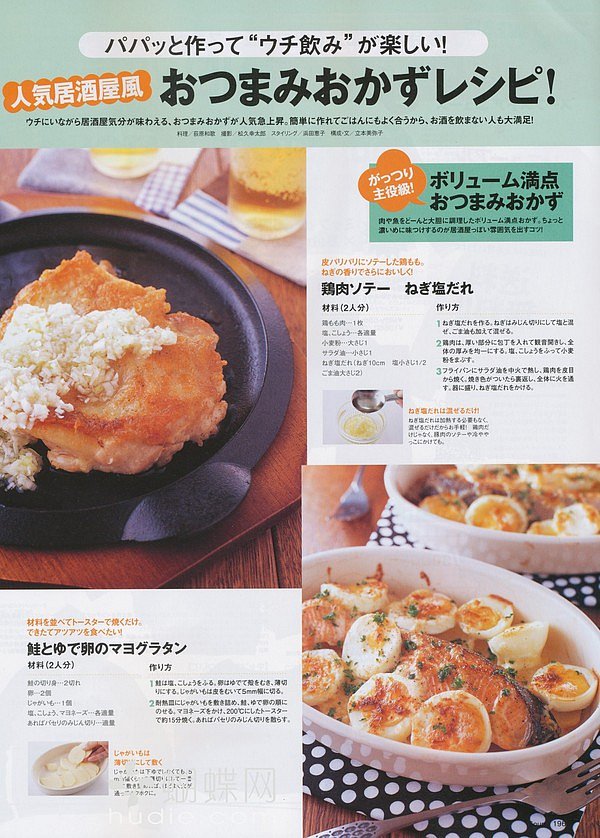 パパッと作って“ウチ飲み”が楽しい!
人気居酒屋風 おつまみおかずレシピ!
ウチにいながら居酒屋気分が味わえる、おつまみおかずが人気急上昇。簡単に作れてごはんにもよく合うから、お酒を飲まない人も大満足!
料理／荻原和歌　撮影／松久幸太郎　スタイリング／浜田恵子　構成・文／立本美弥子
がっつり
主役級!
ボリューム満点
おつまみおかず
肉や魚をどーんと大胆に調理したボリューム満点おかず。ちょっと
濃いめに味つけするのが居酒屋っぽい雰囲気を出すコツ!
皮パリパリにソテーした鶏もも。
ねぎの香りでさらにおいしく!
鶏肉ソテー　ねぎ塩だれ
材料（2人分）
鶏もも肉…1枚
塩、こしょう…各適量
小麦粉…大さじ1
サラダ油…小さじ1
ねぎ塩だれ（ねぎ10cm　塩小さじ1/2
ごま油大さじ2）
作り方
1 ねぎ塩だれを作る。ねぎはみじん切りにして塩と混
ぜ、ごま油も加えて混ぜる。
2 鶏肉は、厚い部分に包丁を入れて観音開きし、全
体の厚みを均一にする。塩、こしょうをふって小麦
粉をまぶす。
3 フライパンにサラダ油を中火で熱し、鶏肉を皮目
から焼く。焼き色がついたら裏返し、全体に火を通
す。器に盛り、ねぎ塩だれをかける。
ねぎ塩だれは混ぜるだけ!
ねぎ塩だれは加熱する必要もなく、
混ぜるだけだからお手軽!　鶏肉だ
けじゃなく、豚肉のソテーや冷やや
っこにかけても。
材料を並べてトースターで焼くだけ。
できたてアツアツを食べたい!
鮭とゆで卵のマヨグラタン
材料（2人分）
鮭の切り身…2切れ
卵…2個
じゃがいも…1個
塩、こしょう、マヨネーズ…各適量
あればパセリのみじん切り…適量
作り方
1 鮭は塩、こしょうをふる。卵はゆでて殻をむき、薄切
りにする。じゃがいもは皮をむいて5mm幅に切る。
2 耐熱皿にじゃがいもを敷き詰め、鮭、ゆで卵の順に
のせる。マヨネーズをかけ、200℃にしたトースター
で約15分焼く。あればパセリのみじん切りを散らす。
じゃがいもは
薄切りにして敷く
蝴蝶网
hudie.com